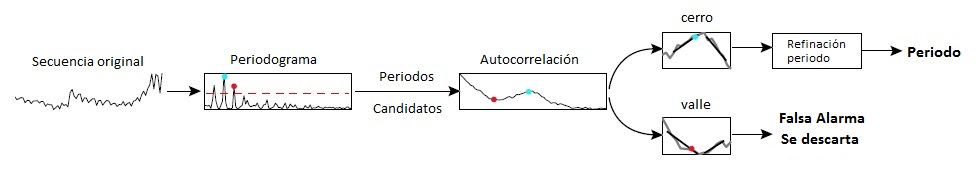 Secuencia original
Periodograma
Periodos
Candidatos
Autocorrelación
cerro
Refinación
periodo
Periodo
valle
Falsa Alarma
Se descarta